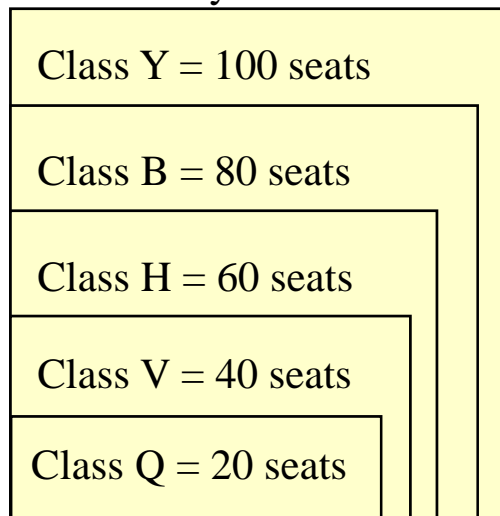 Class Y = 100 seats
Class B = 80 seats
Class H = 60 seats
Class V = 40 seats
Class Q = 20 seats